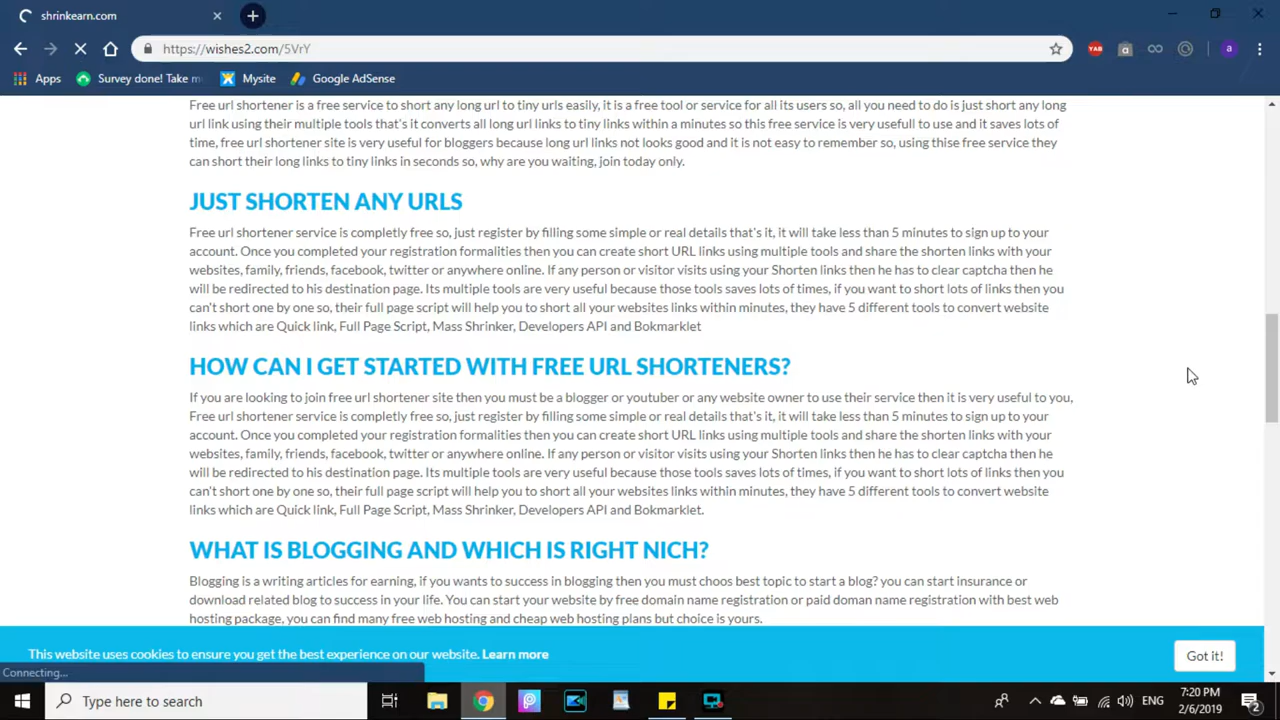 shrinkearn.com
https://wishes2.com/5VrY
Apps
Survey done! Take m
Mysite
Google AdSense
YAB
a
a
Free url shortener is a free service to short any long url to tiny urls easily, it is a free tool or service for all its users so, all you need to do is just short any long
url link using their multiple tools that's it converts all long url links to tiny links within a minutes so this free service is very usefull to use and it saves lots of
time, free url shortener site is very useful for bloggers because long url links not looks good and it is not easy to remember so, using thise free service they
can short their long links to tiny links in seconds so, why are you waiting, join today only.
JUST SHORTEN ANY URLS
Free url shortener service is completly free so, just register by filling some simple or real details that's it, it will take less than 5 minutes to sign up to your
account. Once you completed your registration formalities then you can create short URL links using multiple tools and share the shorten links with your
websites, family, friends, facebook, twitter or anywhere online. If any person or visitor visits using your Shorten links then he has to clear captcha then he
will be redirected to his destination page. Its multiple tools are very useful because those tools saves lots of times, if you want to short lots of links then you
can't short one by one so, their full page script will help you to short all your websites links within minutes, they have 5 different tools to convert website
links which are Quick link, Full Page Script, Mass Shrinker, Developers API and Bokmarklet
HOW CAN I GET STARTED WITH FREE URL SHORTENERS?
If you are looking to join free url shortener site then you must be a blogger or youtuber or any website owner to use their service then it is very useful to you,
Free url shortener service is completly free so, just register by filling some simple or real details that's it, it will take less than 5 minutes to sign up to your
account. Once you completed your registration formalities then you can create short URL links using multiple tools and share the shorten links with your
websites, family, friends, facebook, twitter or anywhere online. If any person or visitor visits using your Shorten links then he has to clear captcha then he
will be redirected to his destination page. Its multiple tools are very useful because those tools saves lots of times, if you want to short lots of links then you
can't short one by one so, their full page script will help you to short all your websites links within minutes, they have 5 different tools to convert website
links which are Quick link, Full Page Script, Mass Shrinker, Developers API and Bokmarklet.
WHAT IS BLOGGING AND WHICH IS RIGHT NICH?
Blogging is a writing articles for earning, if you wants to success in blogging then you must choos best topic to start a blog? you can start insurance or
download related blog to success in your life. You can start your website by free domain name registration or paid doman name registration with best web
hosting package, you can find many free web hosting and cheap web hosting plans but choice is yours.
This website uses cookies to ensure you get the best experience on our website. Learn more
Got it!
Connecting...
Type here to search
ENG
7:20 PM
2/6/2019
2